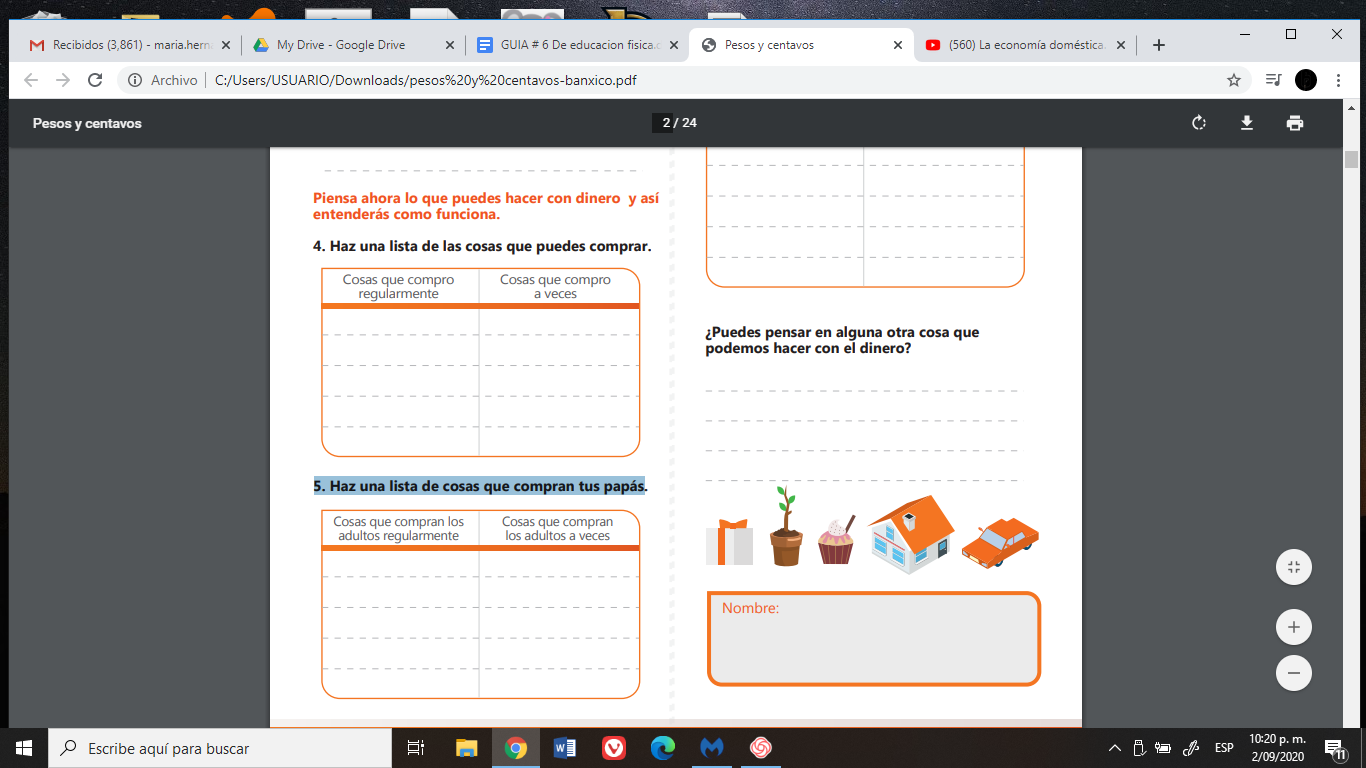 Recibidos (3,861) - maria.hern
My Drive - Google Drive
GUIA # 6 De educacion fisica.
Pesos y centavos
(560) La economía doméstica.
Archivo
C:/Users/USUARIO/Downloads/pesos%20y%20centavos-banxico.pdf
Pesos y centavos
2 / 24
Piensa ahora lo que puedes hacer con dinero y así
entenderás como funciona.
4. Haz una lista de las cosas que puedes comprar.
Cosas que compro
regularmente
Cosas que compro
a veces
5. Haz una lista de cosas que compran tus papás.
Cosas que compran los
adultos regularmente
Cosas que compran
los adultos a veces
¿Puedes pensar en alguna otra cosa que
podemos hacer con el dinero?
Nombre:
Escribe aquí para buscar
ESP
10:20 p. m.
2/09/2020
11